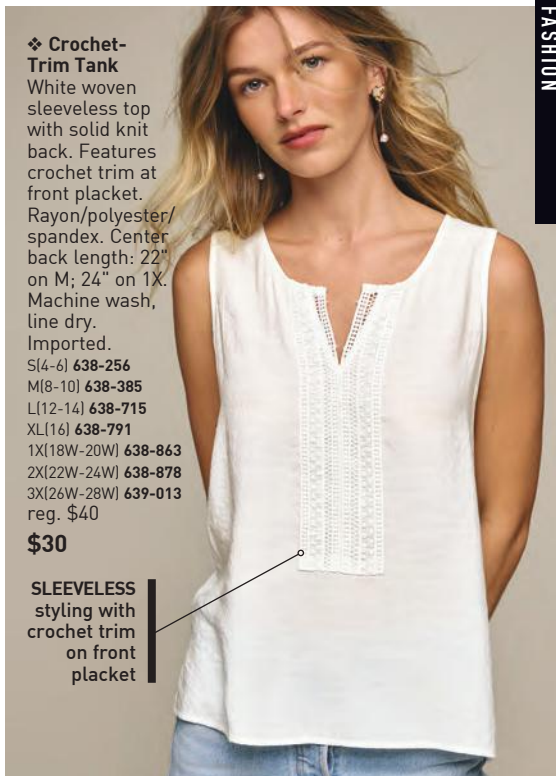 ❖ Crochet-
Trim Tank
White woven
sleeveless top
with solid knit
back. Features
crochet trim at
front placket.
Rayon/polyester/
spandex. Center
back length: 22"
on M; 24" on 1X.
Machine wash,
line dry.
Imported.
S(4-6) 638-256
M(8-10) 638-385
L(12-14) 638-715
XL(16) 638-791
1X(18W-20W) 638-863
2X(22W-24W) 638-878
3X(26W-28W) 639-013
reg. $40
$30
SLEEVELESS
styling with
crochet trim
on front
placket
FASHION